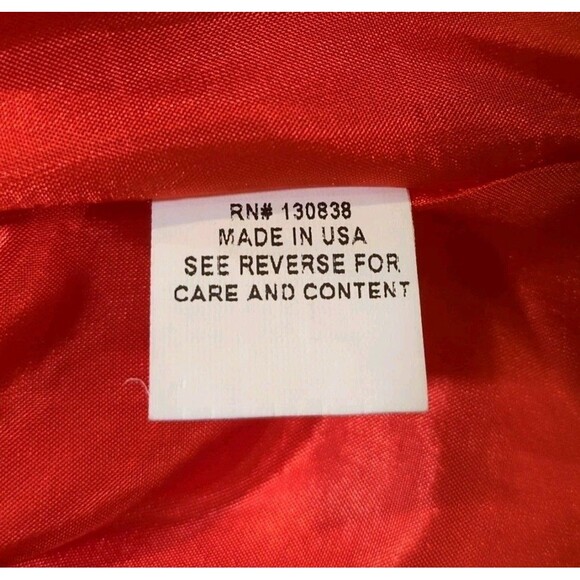 RN# 130838
MADE IN USA
SEE REVERSE FOR
CARE AND CONTENT